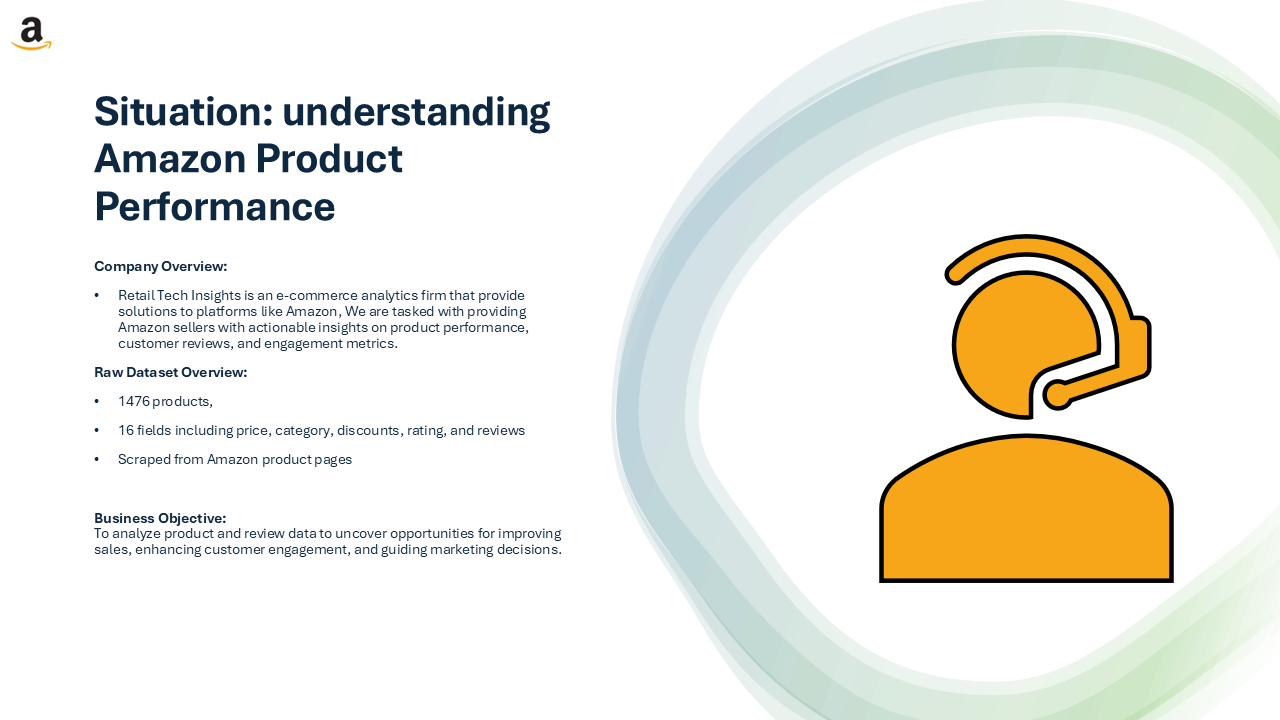 a
Situation: understanding
Amazon Product
Performance
Company Overview:
• RetailTech Insights is an e-commerce analytics firm that provide
solutions to platforms like Amazon, We are tasked with providing
Amazon sellers with actionable insights on product performance,
customer reviews, and engagement metrics.
Raw Dataset Overview:
• 1476 products,
• 16 fields including price, category, discounts, rating, and reviews
• Scraped from Amazon product pages
Business Objective:
To analyze product and review data to uncover opportunities for improving
sales, enhancing customer engagement, and guiding marketing decisions.